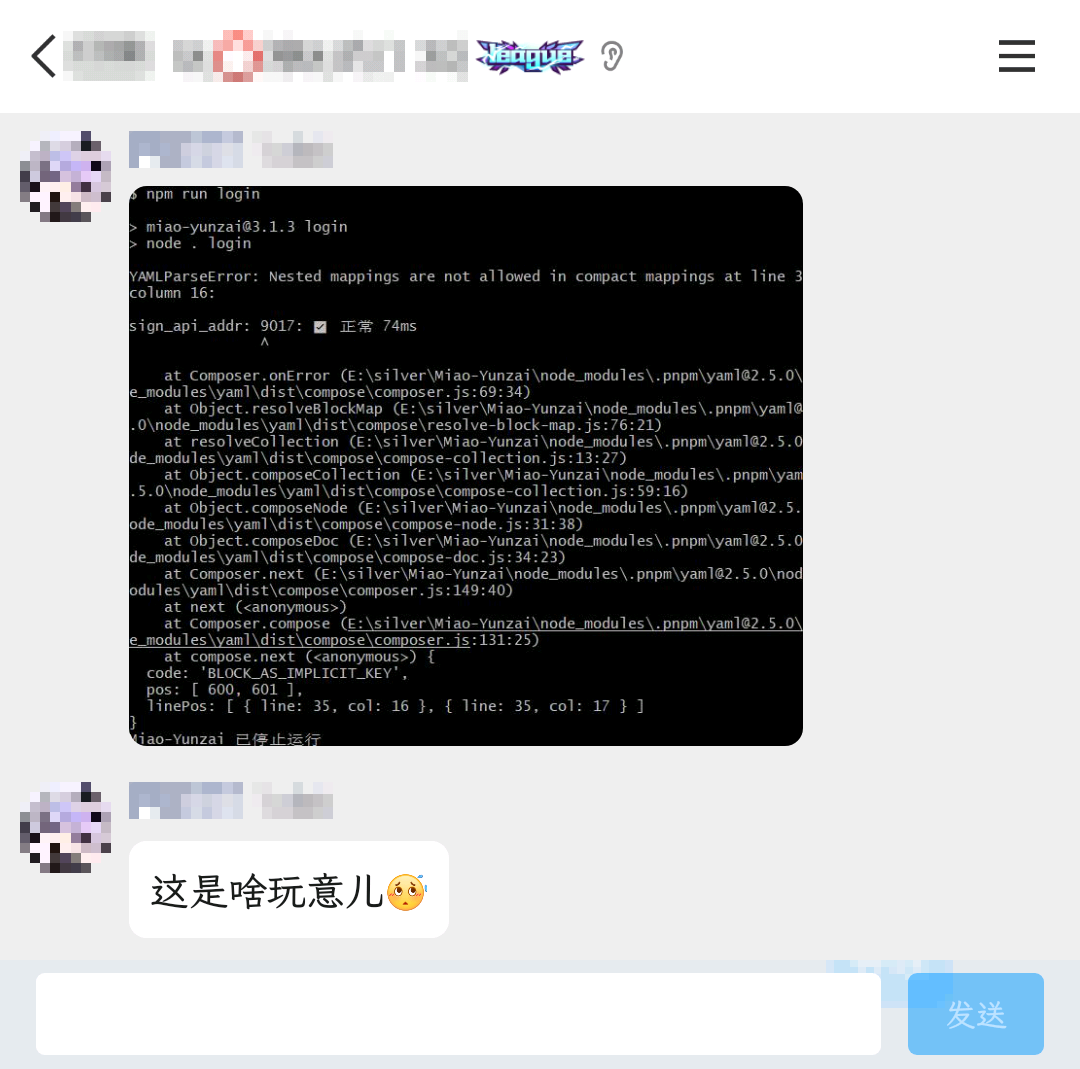 League
$ npm run login
> miao-yunzai@3.1.3 login
> node . login
YAMLParseError: Nested mappings are not allowed in compact mappings at line 3
column 16:
sign_api_addr: 9017: ☑ 正常 74ms
^
at Composer.onError (E:\silver\Miao-Yunzai\node_modules\.pnpm\yaml@2.5.0\
e_modules\yaml\dist\compose\composer.js:69:34)
at Object.resolveBlockMap (E:\silver\Miao-Yunzai\node_modules\.pnpm\yaml@
.0\node_modules\yaml\dist\compose\resolve-block-map.js:76:21)
at resolveCollection (E:\silver\Miao-Yunzai\node_modules\.pnpm\yaml@2.5.0
de_modules\yaml\dist\compose\compose-collection.js:13:27)
at Object.composeCollection (E:\silver\Miao-Yunzai\node_modules\.pnpm\yam
.5.0\node_modules\yaml\dist\compose\compose-collection.js:59:16)
at Object.composeNode (E:\silver\Miao-Yunzai\node_modules\.pnpm\yaml@2.5.
ode_modules\yaml\dist\compose\compose-node.js:31:38)
at Object.composeDoc (E:\silver\Miao-Yunzai\node_modules\.pnpm\yaml@2.5.0
de_modules\yaml\dist\compose\compose-doc.js:34:23)
at Composer.next (E:\silver\Miao-Yunzai\node_modules\.pnpm\yaml@2.5.0\nod
odules\yaml\dist\compose\composer.js:149:40)
at next (<anonymous>)
at Composer.compose (E:\silver\Miao-Yunzai\node_modules\.pnpm\yaml@2.5.0\
e_modules\yaml\dist\compose\composer.js:131:25)
at compose.next (<anonymous>) {
code: 'BLOCK_AS_IMPLICIT_KEY',
pos: [ 600, 601 ],
linePos: [ { line: 35, col: 16 }, { line: 35, col: 17 } ]
}
Miao-Yunzai 已停止运行
这是啥玩意儿😥
发送